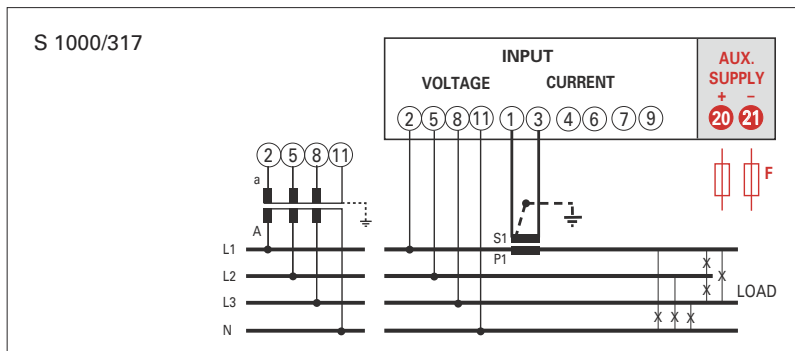 S 1000/317
INPUT
AUX.
SUPPLY
VOLTAGE CURRENT
+ −
2 5 8 11 1 3 4 6 7 9 20 21
2 5 8 11
a
F
A
S1
L1
P1
L2
LOAD
L3
N